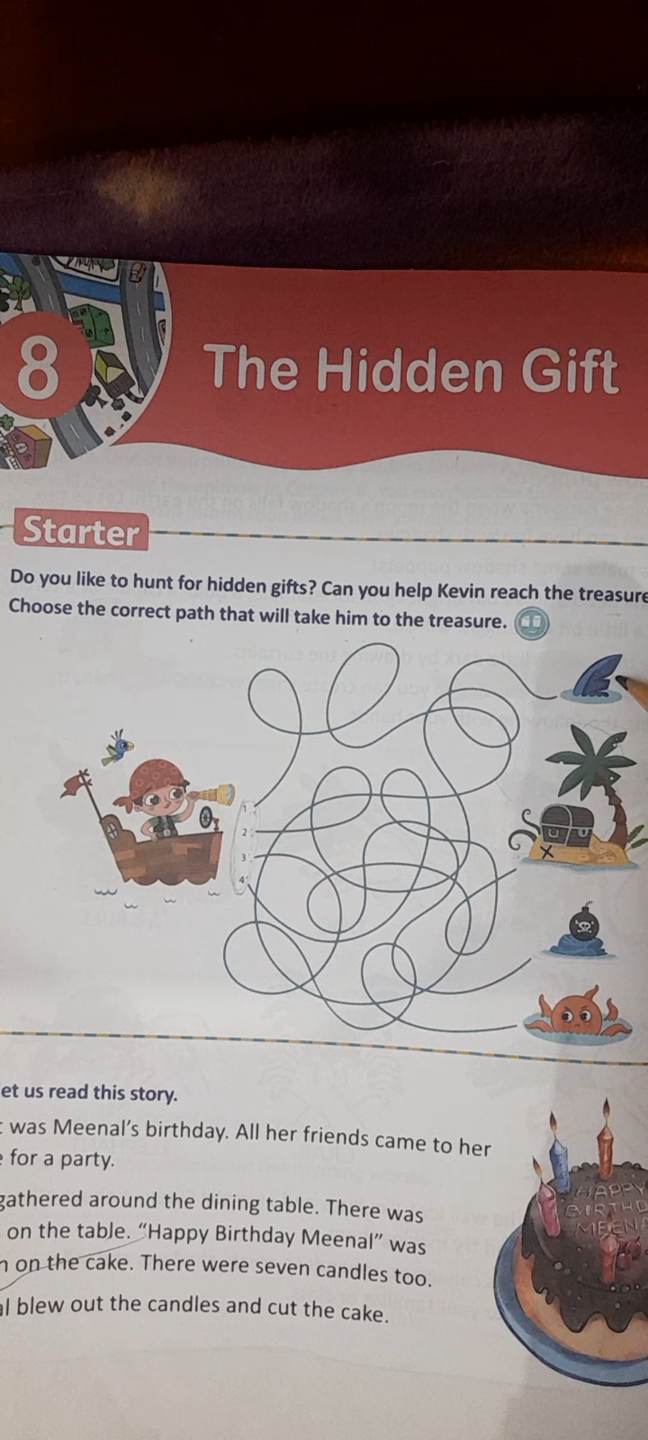 8
The Hidden Gift
Starter
Do you like to hunt for hidden gifts? Can you help Kevin reach the treasure
Choose the correct path that will take him to the treasure.
1
2
3
4
let us read this story.
was Meenal's birthday. All her friends came to her
for a party.
gathered around the dining table. There was
on the table. “Happy Birthday Meenal” was
on the cake. There were seven candles too.
blew out the candles and cut the cake.
HAPPY
BIRTHD
MEENA